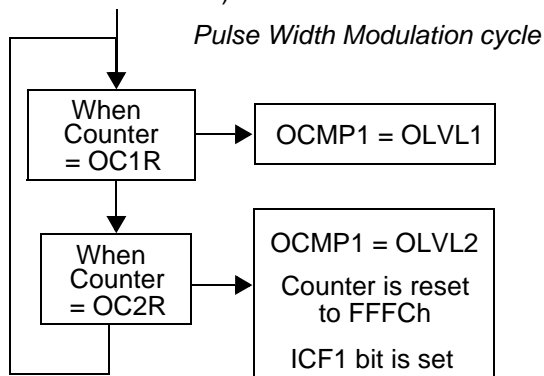 Pulse Width Modulation cycle
When
Counter
= OC1R
OCMP1 = OLVL1
When
Counter
= OC2R
OCMP1 = OLVL2
Counter is reset
to FFFCh
ICF1 bit is set